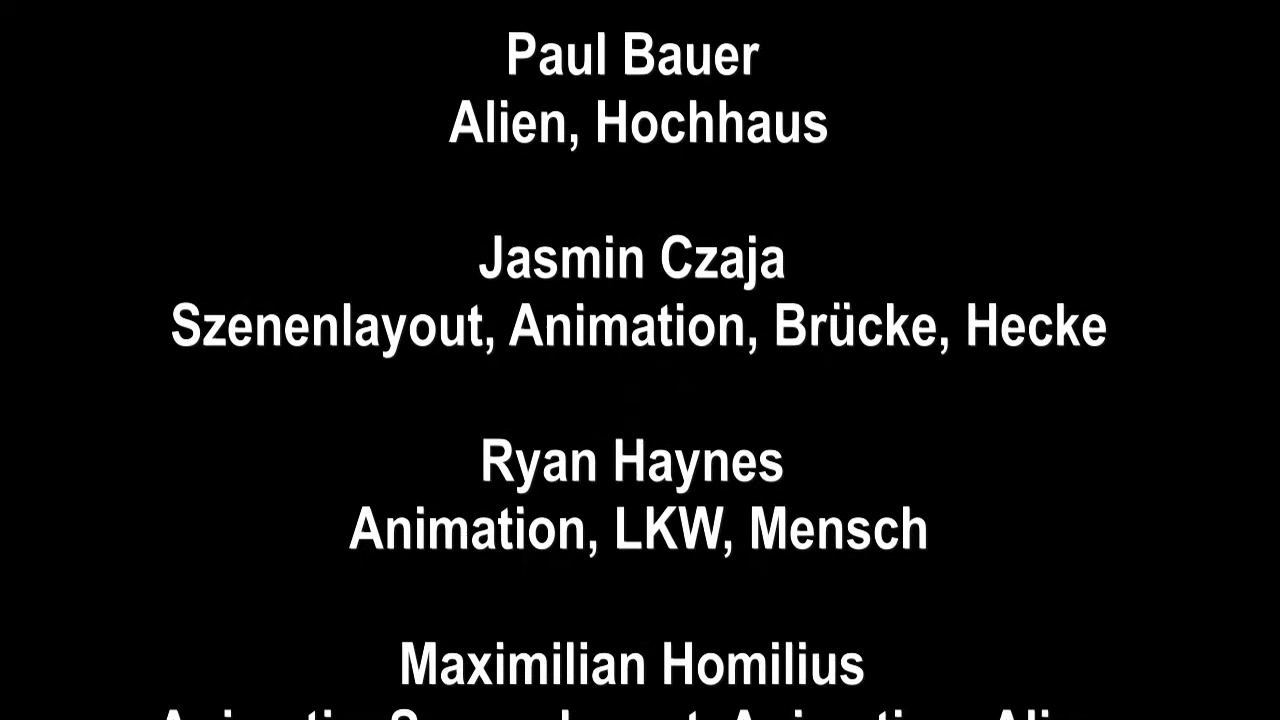 Paul Bauer
Alien, Hochhaus
Jasmin Czaja
Szenenlayout, Animation, Brücke, Hecke
Ryan Haynes
Animation, LKW, Mensch
Maximilian Homilius